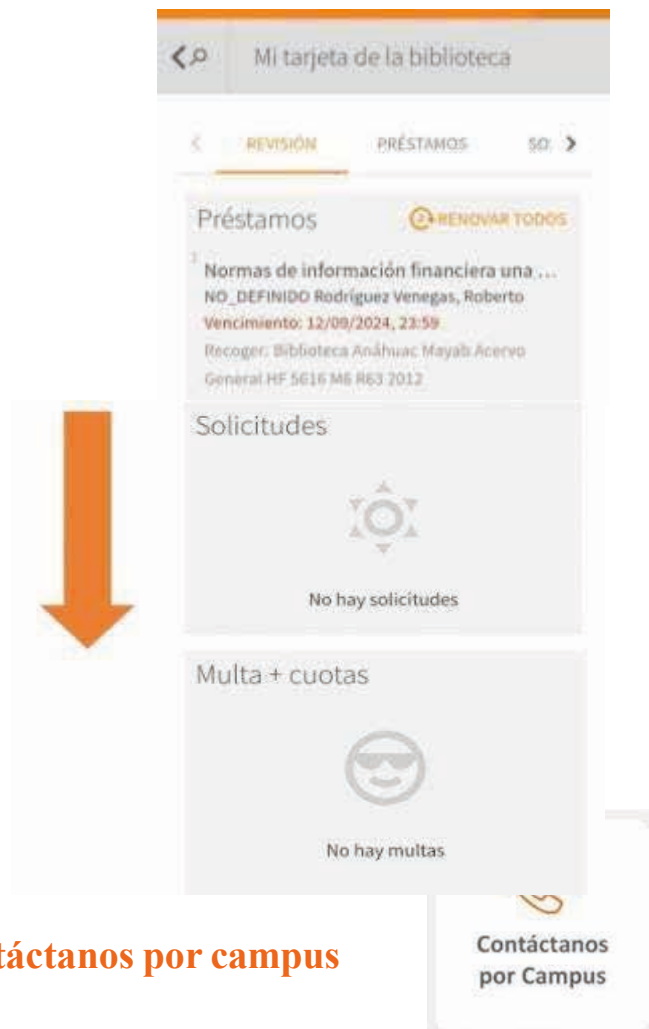 Mi tarjeta de la biblioteca
REVISIÓN PRÉSTAMOS SO
Préstamos RENOVAR TODOS
1
Normas de información financiera una ...
NO_DEFINIDO Rodríguez Venegas, Roberto
Vencimiento: 12/09/2024, 23:59
Recoger: Biblioteca Anáhuac Mayab Acervo
General HF 5616 M6 R63 2012
Solicitudes
No hay solicitudes
Multa + cuotas
No hay multas
táctanos por campus
Contáctanos
por Campus